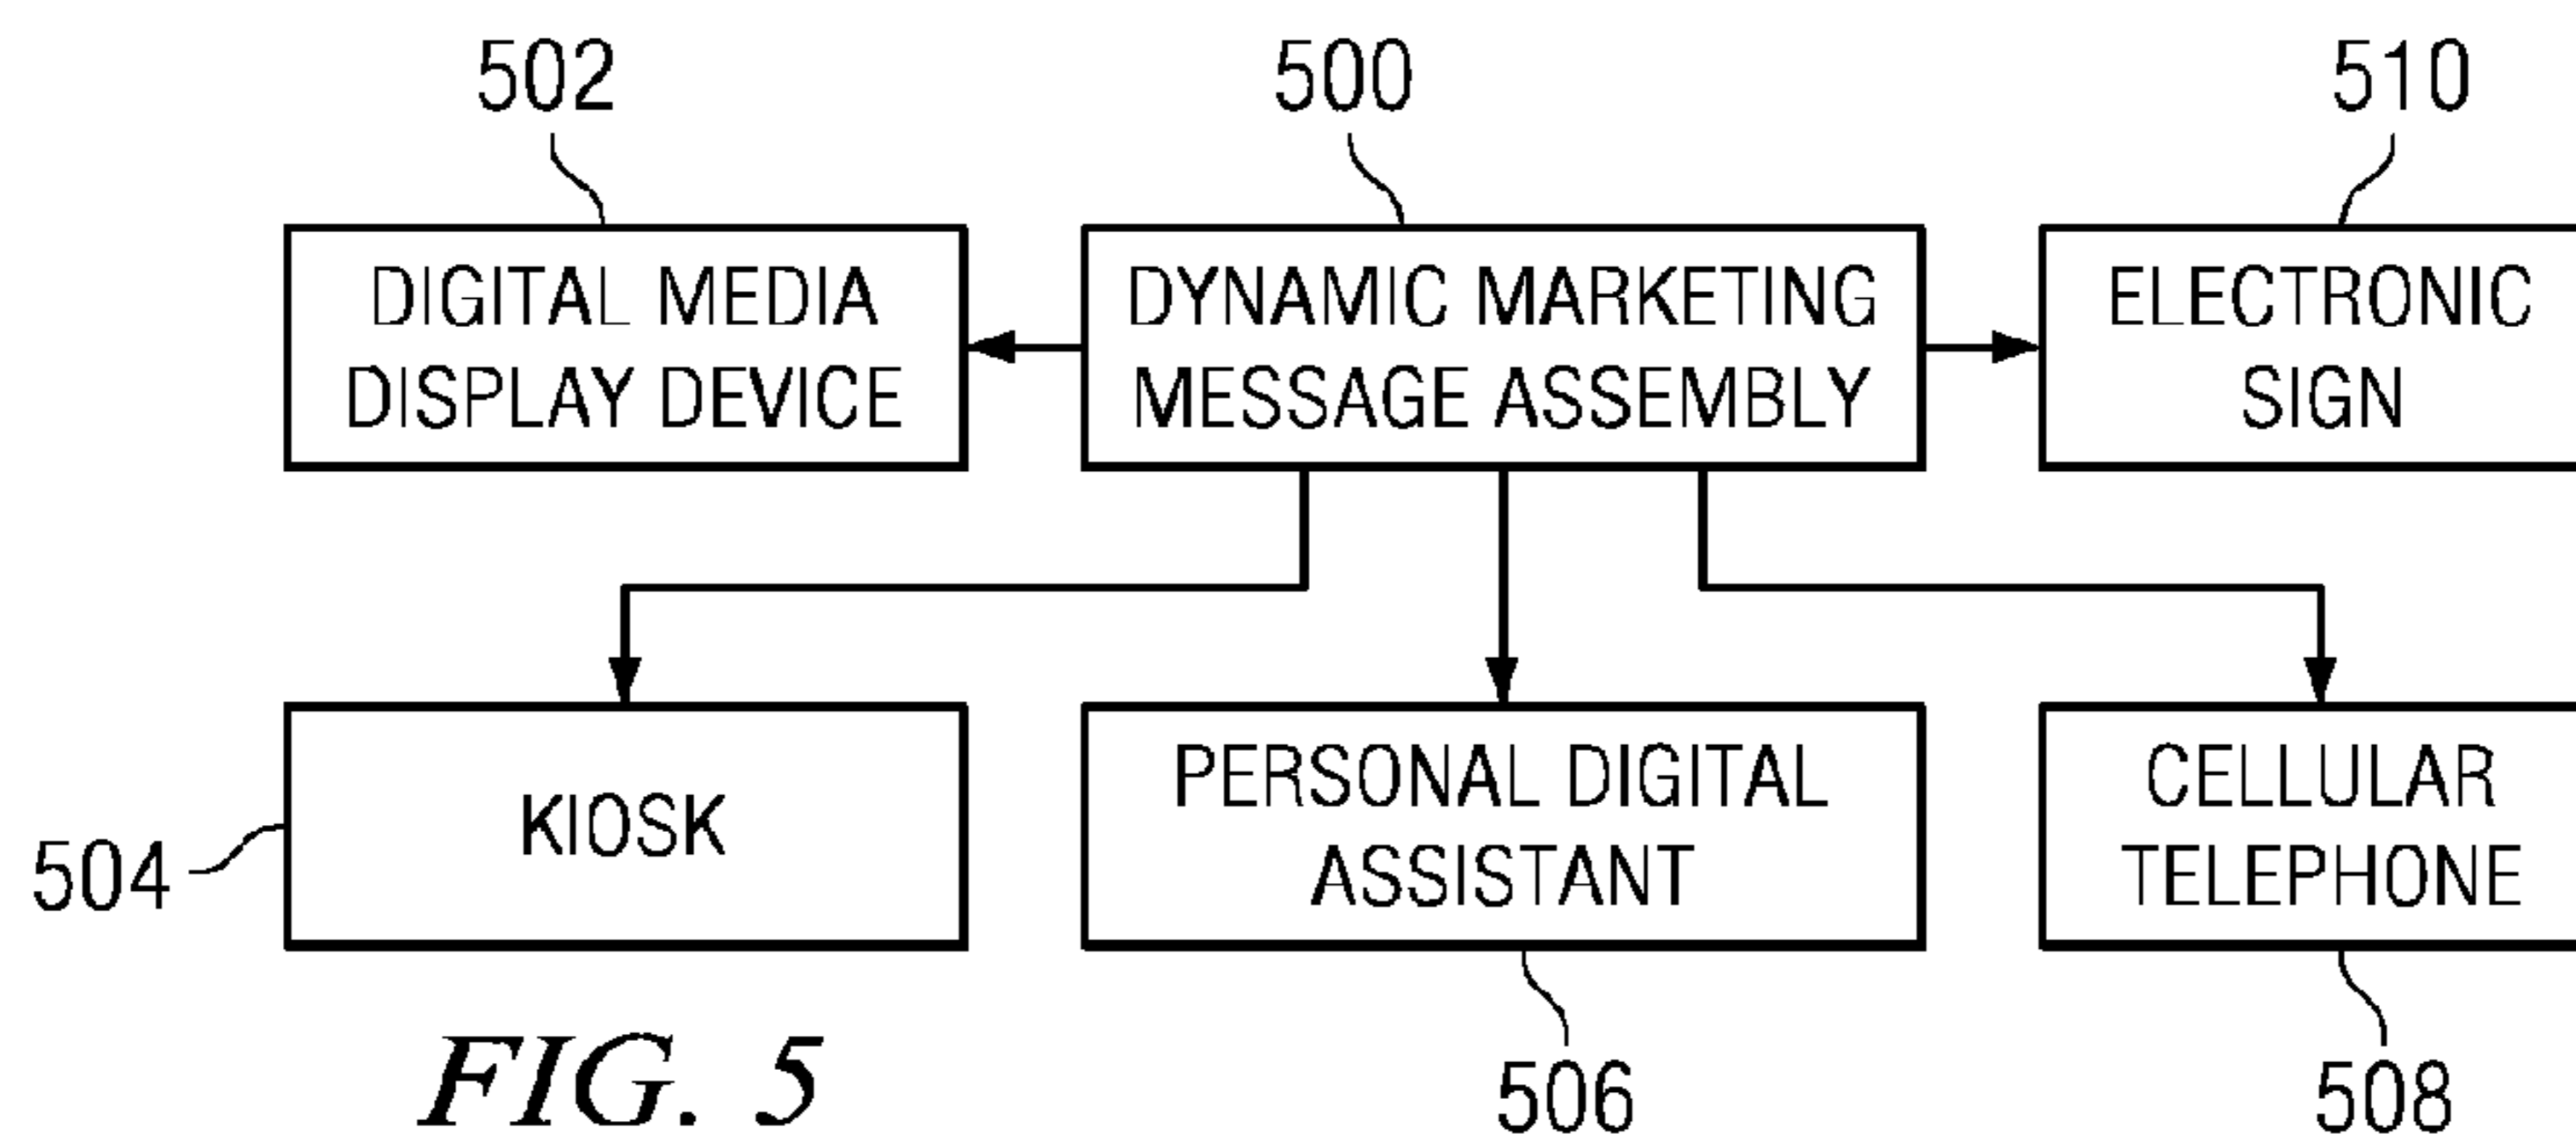 502
500
510
DIGITAL MEDIA
DISPLAY DEVICE
DYNAMIC MARKETING
MESSAGE ASSEMBLY
ELECTRONIC
SIGN
504
KIOSK
PERSONAL DIGITAL
ASSISTANT
CELLULAR
TELEPHONE
506
508
FIG. 5